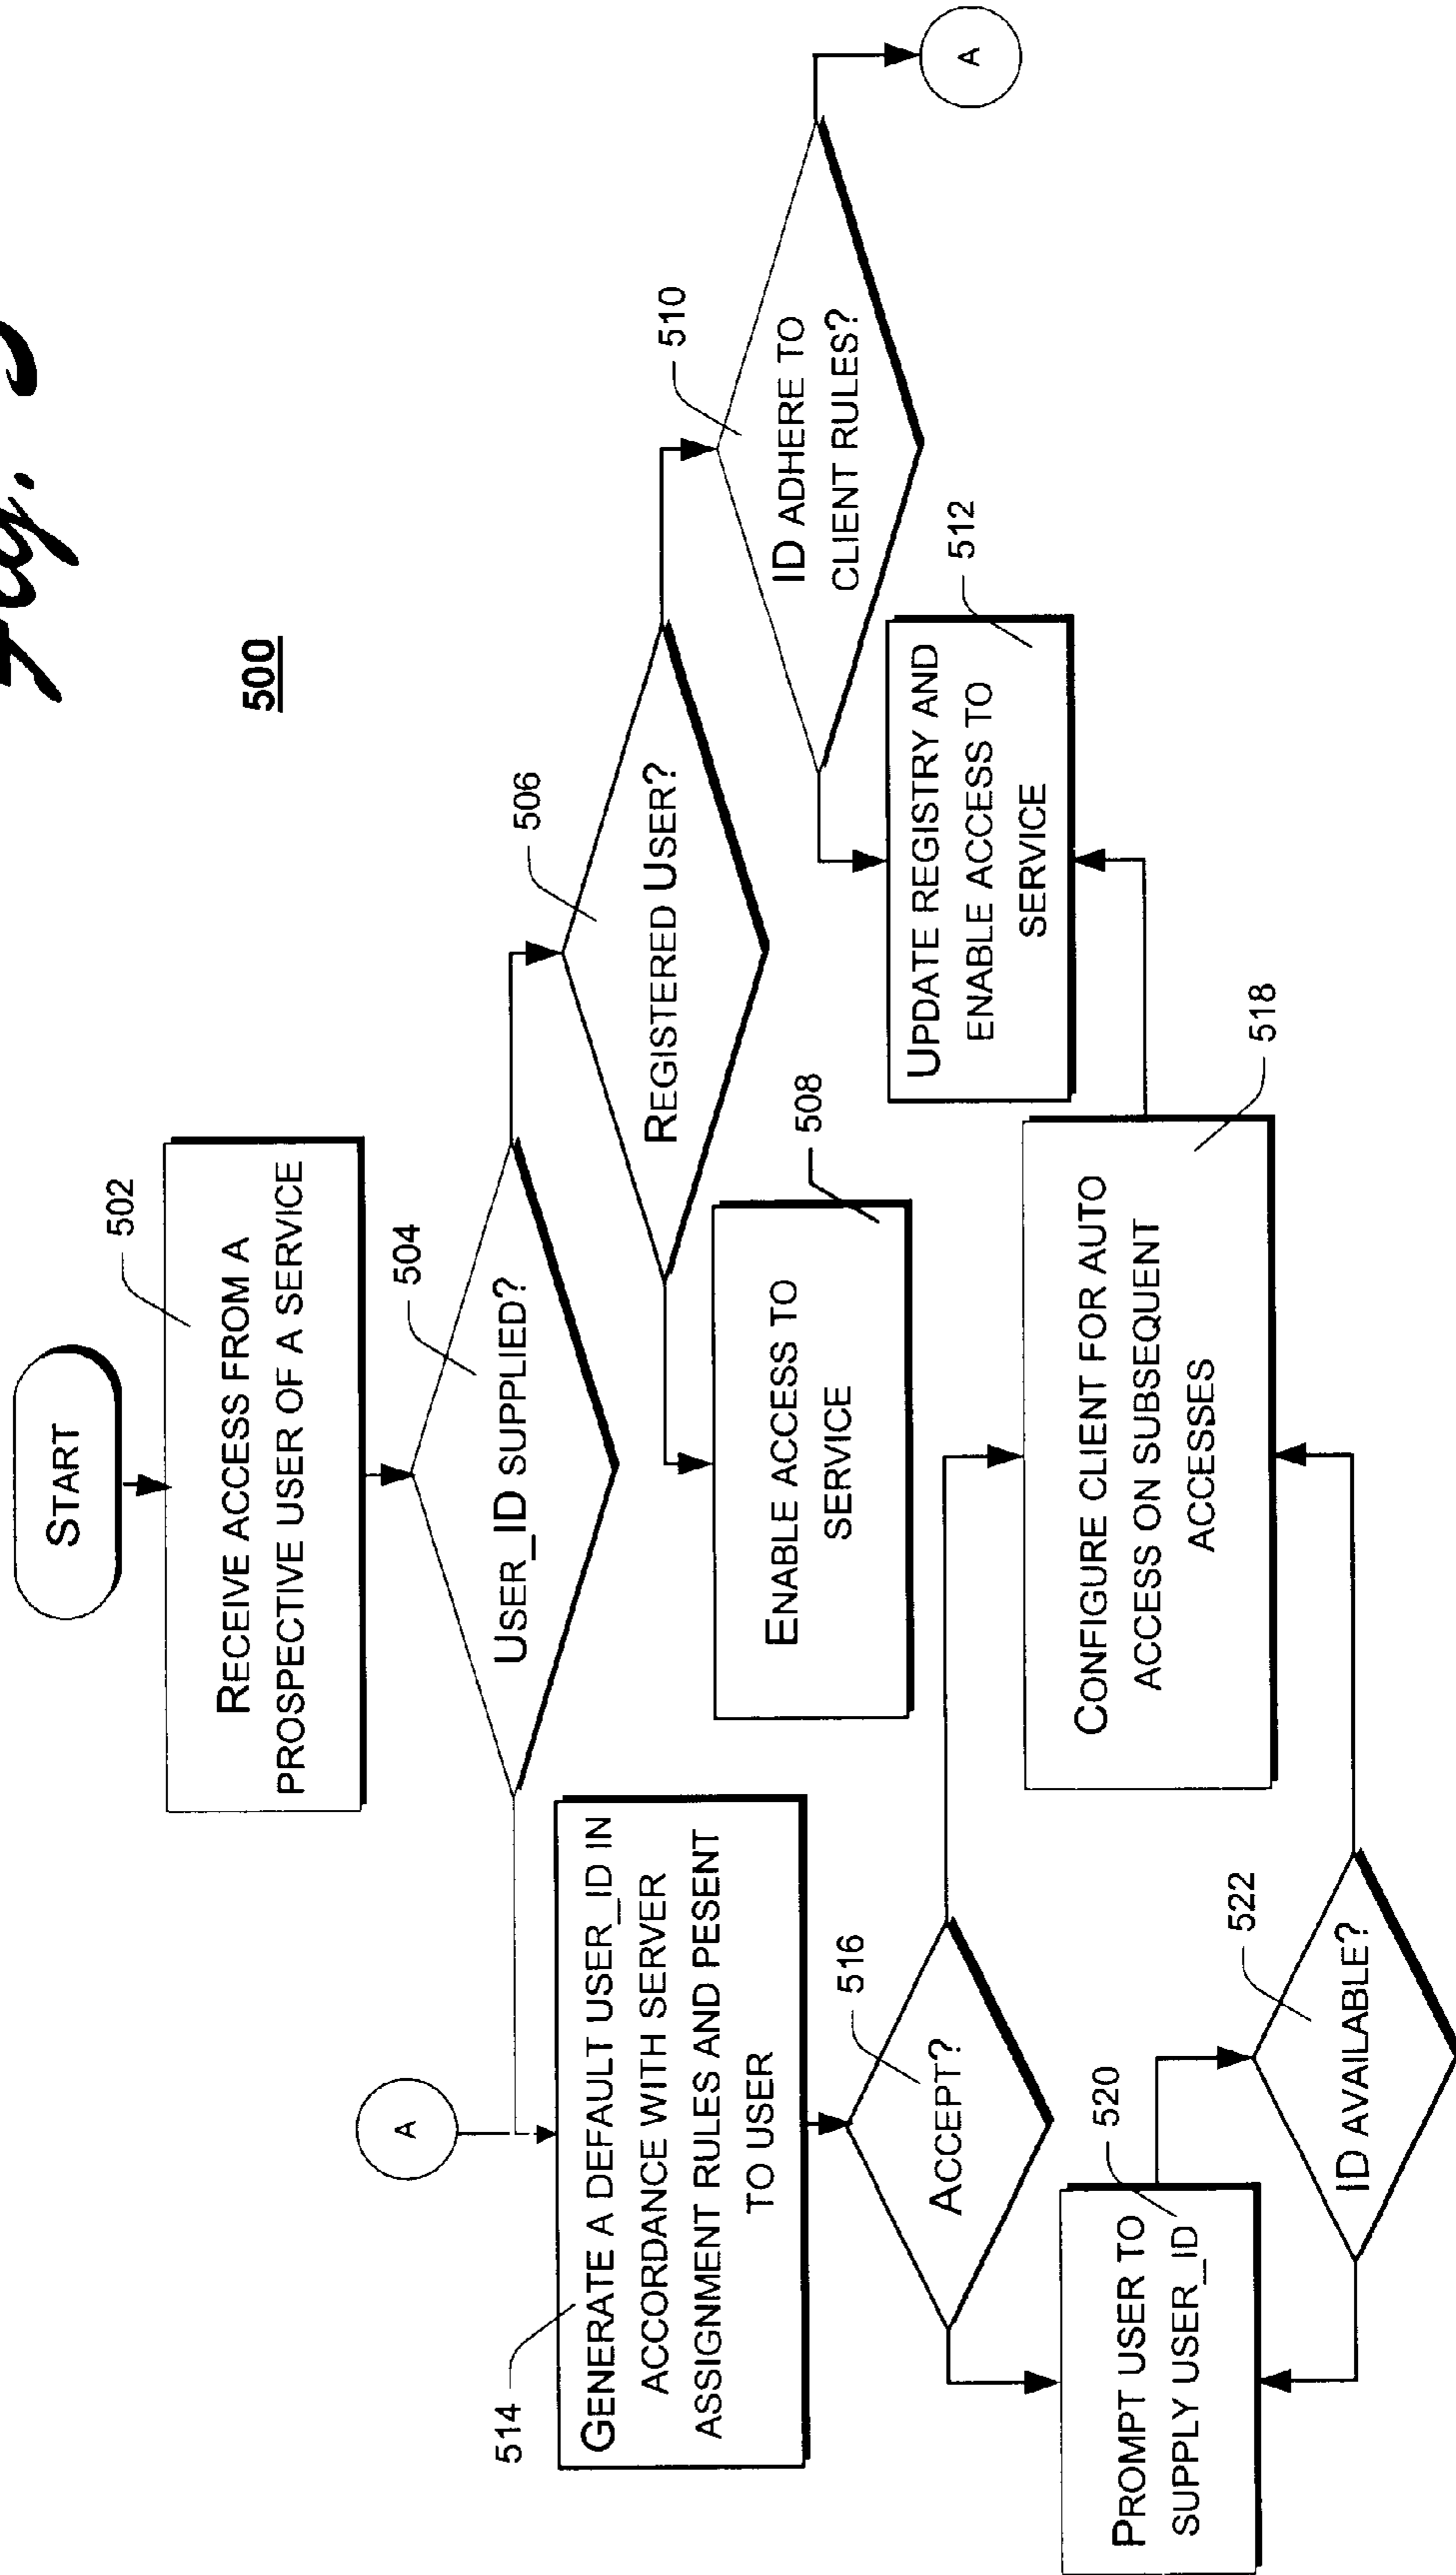 Fig. 5
500
START
502
RECEIVE ACCESS FROM A
PROSPECTIVE USER OF A SERVICE
504
USER_ID SUPPLIED?
506
REGISTERED USER?
508
ENABLE ACCESS TO
SERVICE
510
ID ADHERE TO
CLIENT RULES?
A
512
UPDATE REGISTRY AND
ENABLE ACCESS TO
SERVICE
A
514
GENERATE A DEFAULT USER_ID IN
ACCORDANCE WITH SERVER
ASSIGNMENT RULES AND PESENT
TO USER
516
ACCEPT?
518
CONFIGURE CLIENT FOR AUTO
ACCESS ON SUBSEQUENT
ACCESSES
520
PROMPT USER TO
SUPPLY USER_ID
522
ID AVAILABLE?